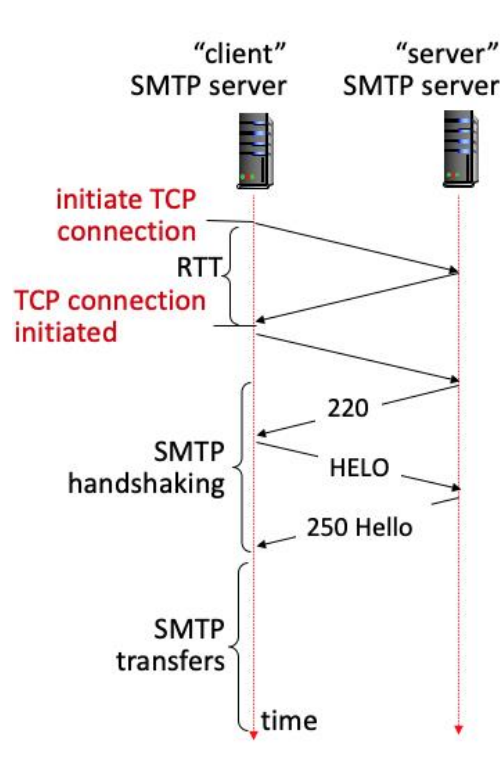 “client”
SMTP server
“server”
SMTP server
initiate TCP
connection
RTT
TCP connection
initiated
220
SMTP
handshaking
HELO
250 Hello
SMTP
transfers
time